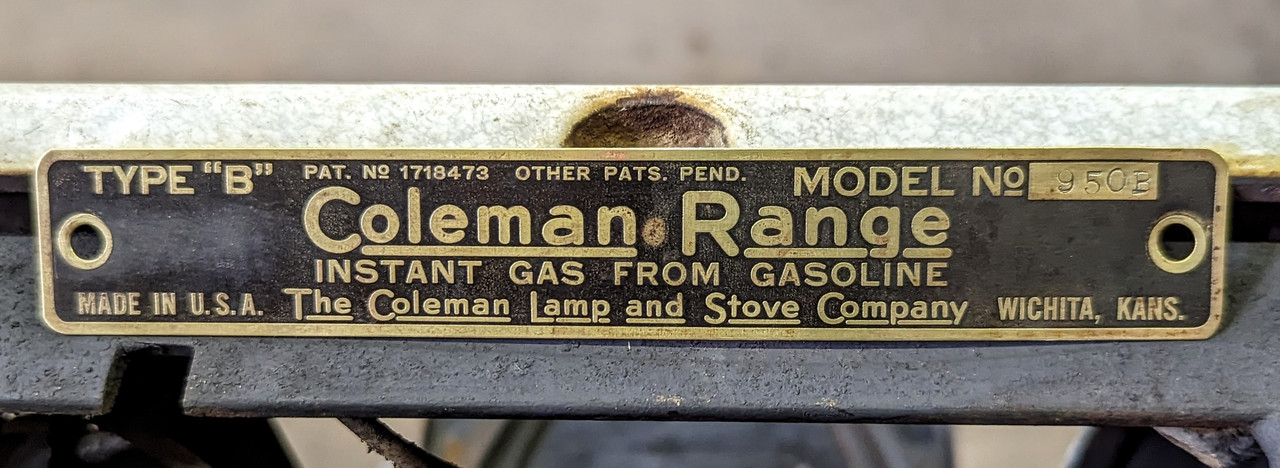 TYPE "B" PAT. Nº 1718473 OTHER PATS. PEND. MODEL Nº 950B
Coleman Range
INSTANT GAS FROM GASOLINE
MADE IN U.S.A. The Coleman Lamp and Stove Company WICHITA, KANS.